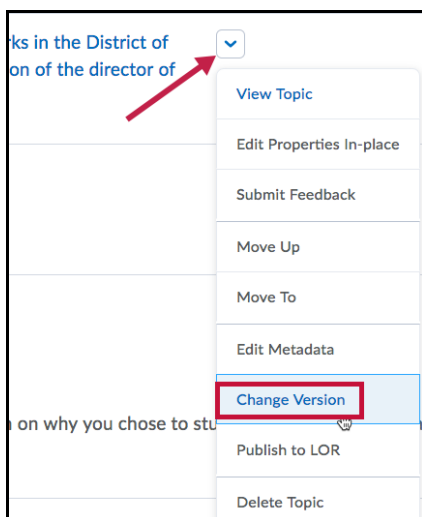 rks in the District of
on of the director of
View Topic
Edit Properties In-place
Submit Feedback
Move Up
Move To
Edit Metadata
Change Version
on why you chose to stu
Publish to LOR
Delete Topic